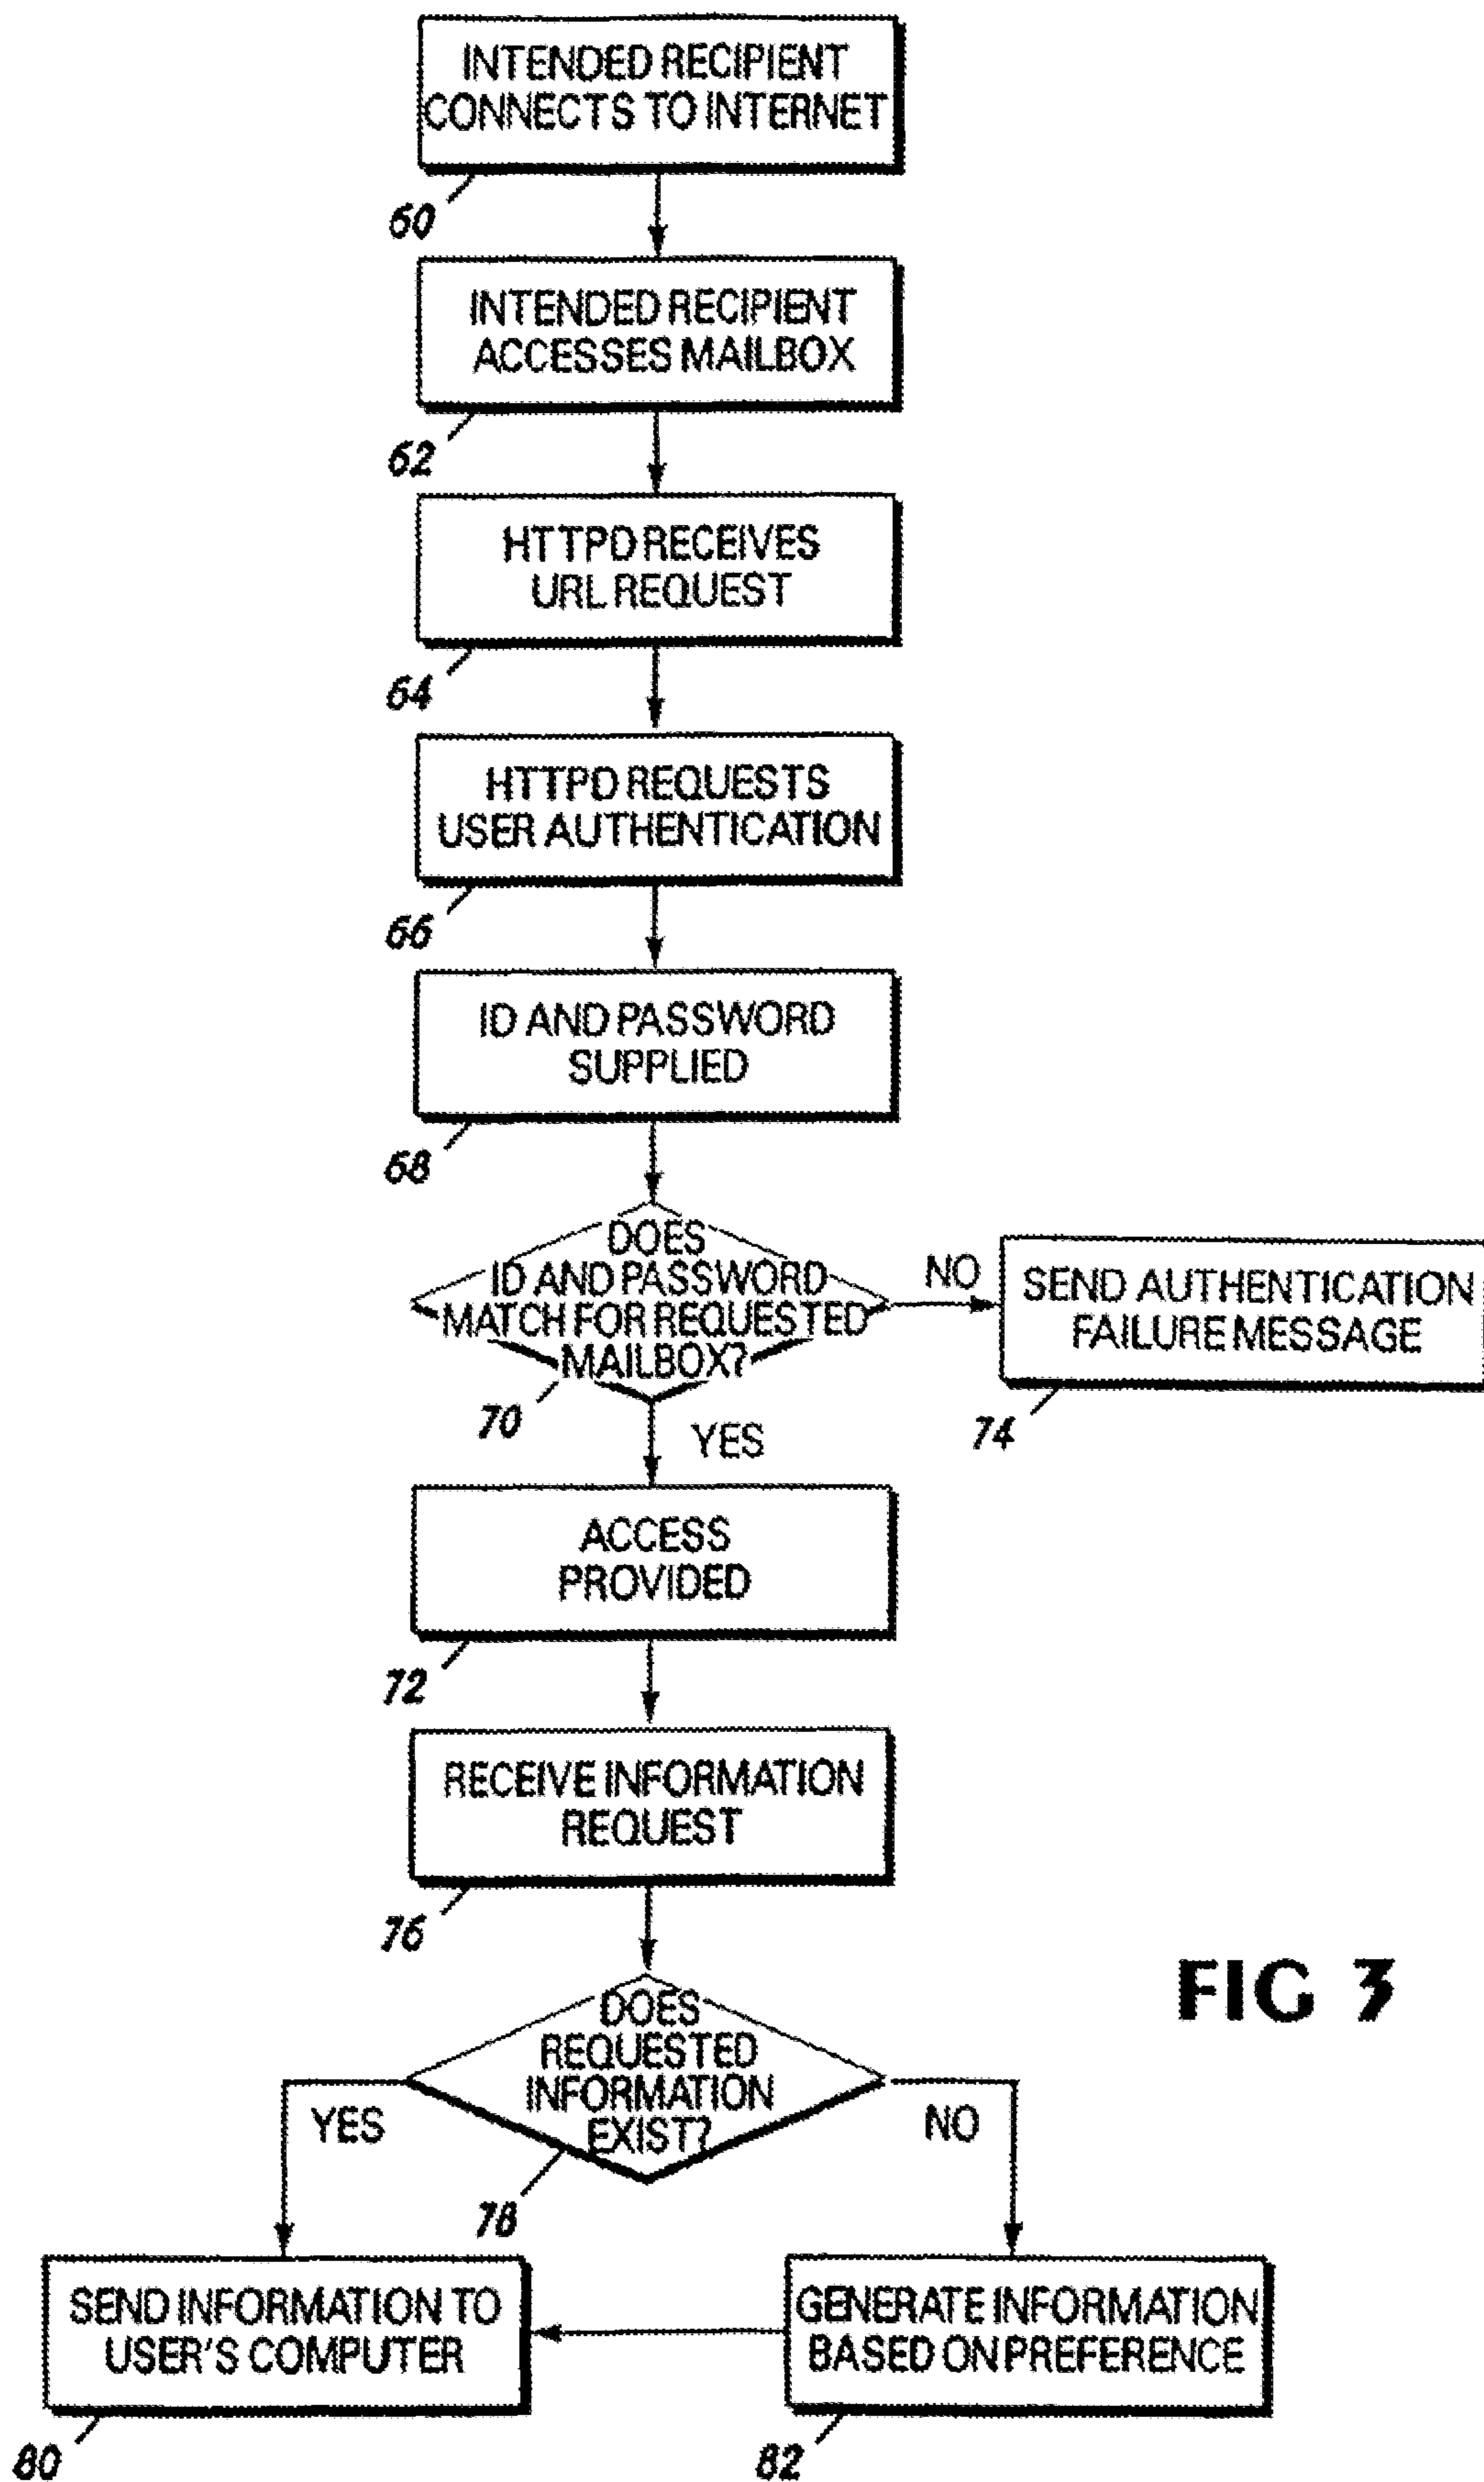 INTENDED RECIPIENT
CONNECTS TO INTERNET
60
INTENDED RECIPIENT
ACCESSES MAILBOX
62
HTTPD RECEIVES
URL REQUEST
64
HTTPD REQUESTS
USER AUTHENTICATION
66
ID AND PASSWORD
SUPPLIED
68
DOES
ID AND PASSWORD
MATCH FOR REQUESTED
MAILBOX?
70
NO
SEND AUTHENTICATION
FAILURE MESSAGE
74
YES
ACCESS
PROVIDED
72
RECEIVE INFORMATION
REQUEST
76
DOES
REQUESTED
INFORMATION
EXIST?
78
YES
NO
SEND INFORMATION TO
USER'S COMPUTER
80
GENERATE INFORMATION
BASED ON PREFERENCE
82
FIG 3